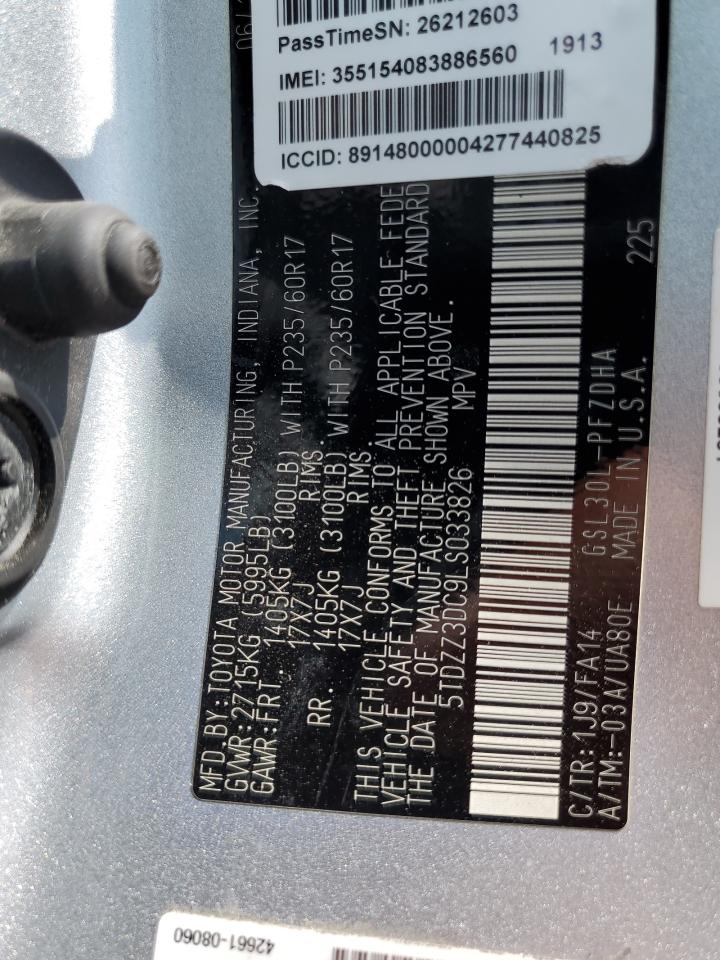 PassTimeSN: 26212603
IMEI: 355154083886560 1913
ICCID: 89148000004277440825
MFD.BY:TOYOTA MOTOR MANUFACTURING, INDIANA, INC. 06/
GVWR:2715KG (5995LB)
GAWR:FRT. 1405KG (3100LB) WITH P235/60R17
17X7J RIMS.
RR. 1405KG (3100LB) WITH P235/60R17
17X7J RIMS.
THIS VEHICLE CONFORMS TO ALL APPLICABLE FEDE
VEHICLE SAFETY AND THEFT PREVENTION STANDARD
THE DATE OF MANUFACTURE SHOWN ABOVE.
5TDZZ3DC9LS033826 MPV
C/TR:1J9/FA14 GSL30L-PFZDHA 225
A/TM:-03A/UA80E MADE IN U.S.A.
42661-08060